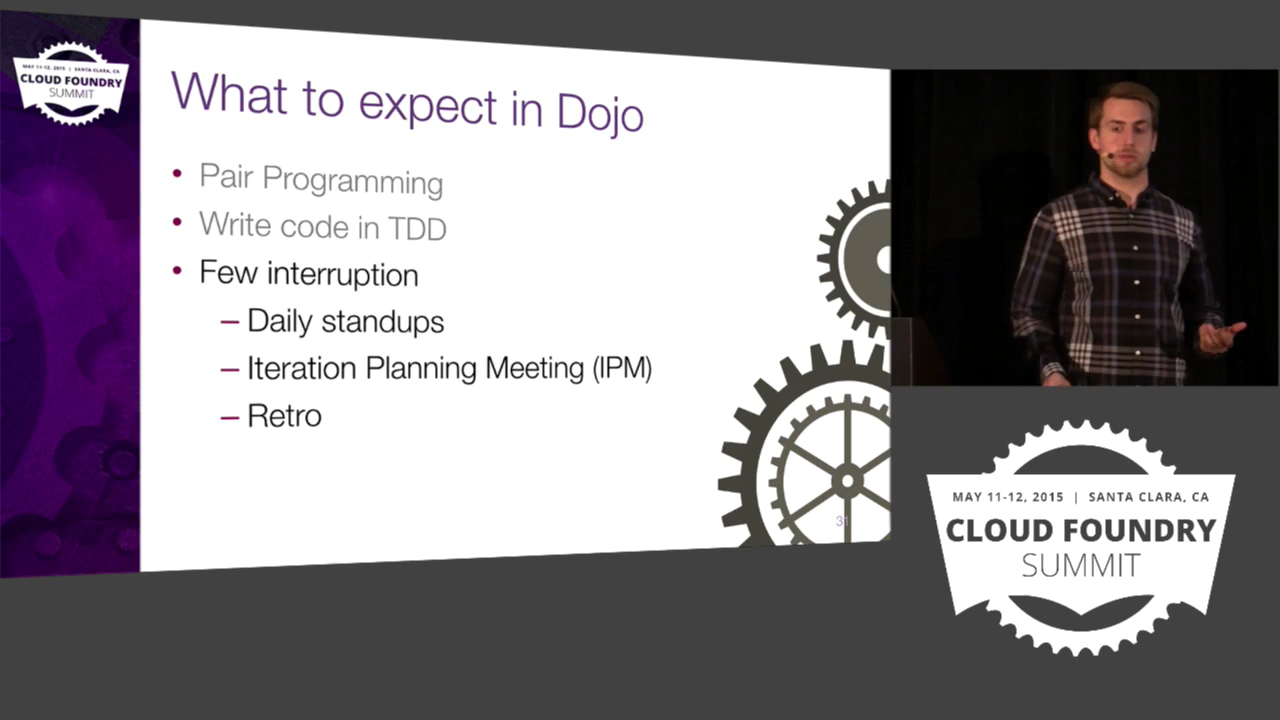 MAY 11-12, 2015 | SANTA CLARA, CA
CLOUD FOUNDRY
SUMMIT
What to expect in Dojo
• Pair Programming
• Write code in TDD
• Few interruption
– Daily standups
– Iteration Planning Meeting (IPM)
– Retro
31
MAY 11-12, 2015 | SANTA CLARA, CA
CLOUD FOUNDRY
SUMMIT